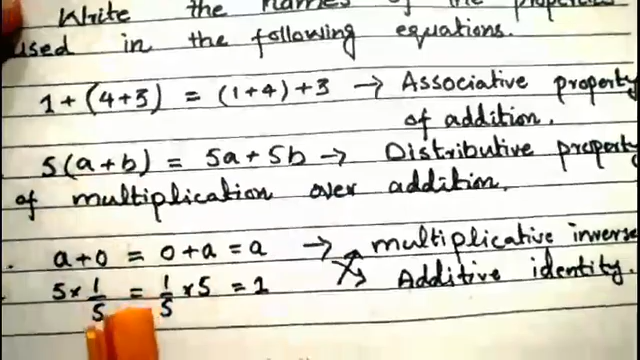 Write the names of the properties
used in the following equations.
1 + (4+3) = (1+4) + 3 → Associative property
of addition.
5(a+b) = 5a + 5b → Distributive property
of multiplication over addition.
a+0 = 0+a = a → multiplicative inverse
5 × 1/5 = 1/5 × 5 = 1 → Additive identity.